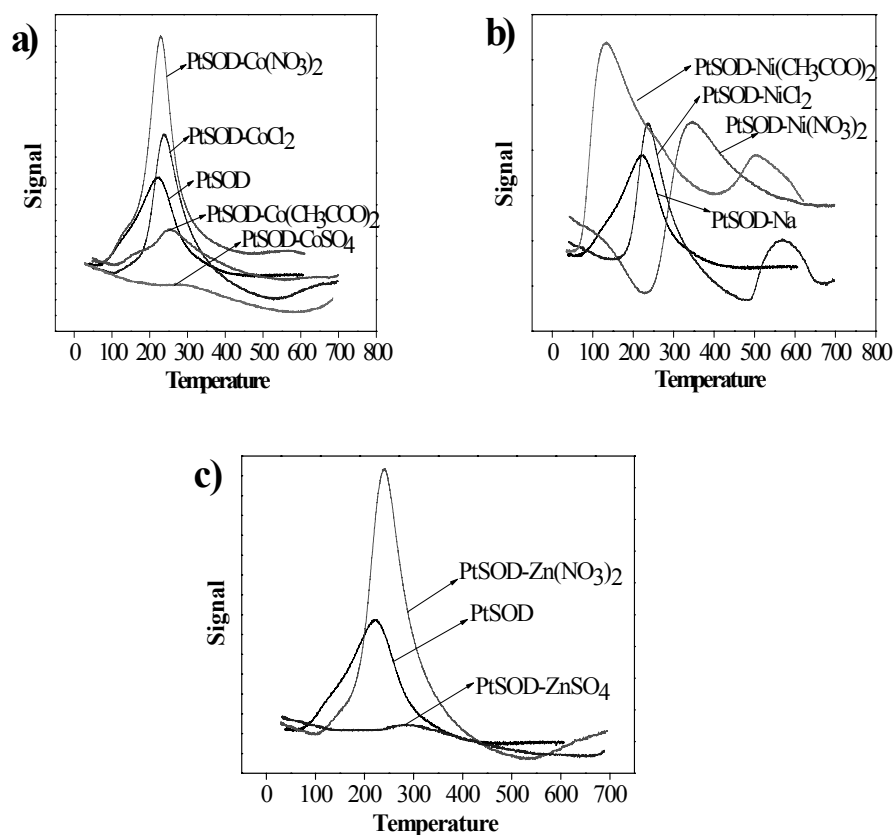 a)
PtSOD-Co(NO3)2
PtSOD-CoCl2
PtSOD
PtSOD-Co(CH3COO)2
PtSOD-CoSO4
Signal
0 100 200 300 400 500 600 700 800
Temperature
b)
PtSOD-Ni(CH3COO)2
PtSOD-NiCl2
PtSOD-Ni(NO3)2
PtSOD-Na
Signal
0 100 200 300 400 500 600 700 800
Temperature
c)
PtSOD-Zn(NO3)2
PtSOD
PtSOD-ZnSO4
Signal
0 100 200 300 400 500 600 700
Temperature